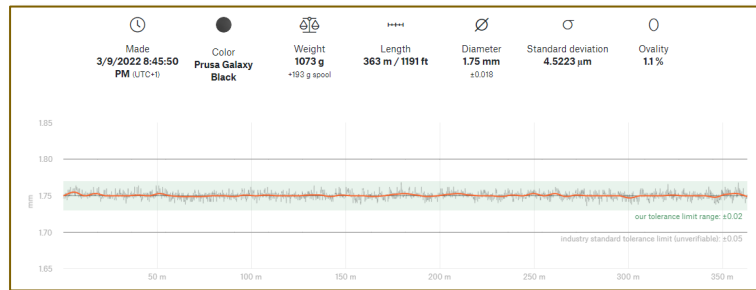 Made
3/9/2022 8:45:50
PM (UTC+1)
Color
Prusa Galaxy
Black
Weight
1073 g
+193 g spool
Length
363 m / 1191 ft
Diameter
1.75 mm
±0.018
Standard deviation
4.5223 μm
Ovality
1.1 %
1.85
1.80
1.75
1.70
1.65
mm
our tolerance limit range: ±0.02
industry standard tolerance limit (unverifiable): ±0.05
50 m
100 m
150 m
200 m
250 m
300 m
350 m